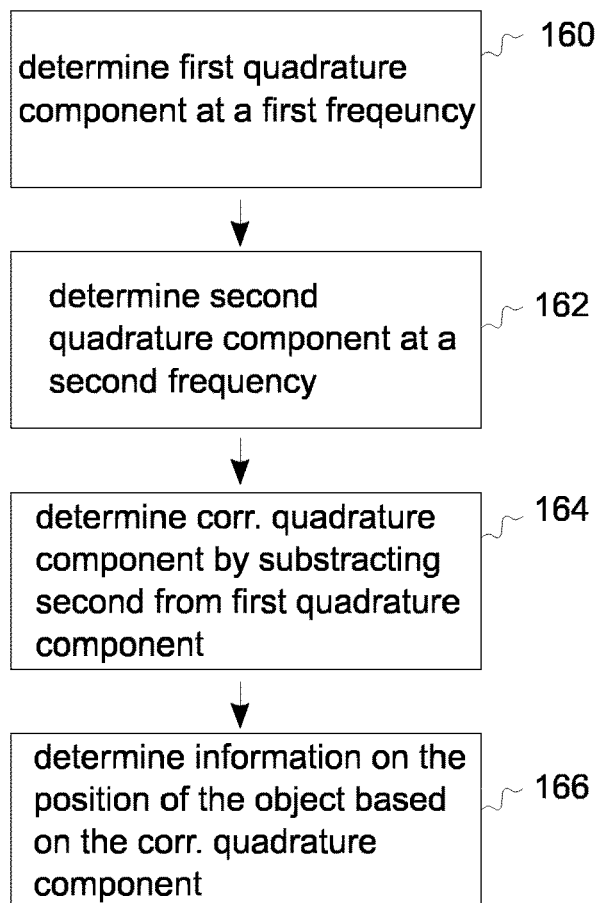 160
determine first quadrature
component at a first freqeuncy
162
determine second
quadrature component at a
second frequency
164
determine corr. quadrature
component by substracting
second from first quadrature
component
166
determine information on the
position of the object based
on the corr. quadrature
component